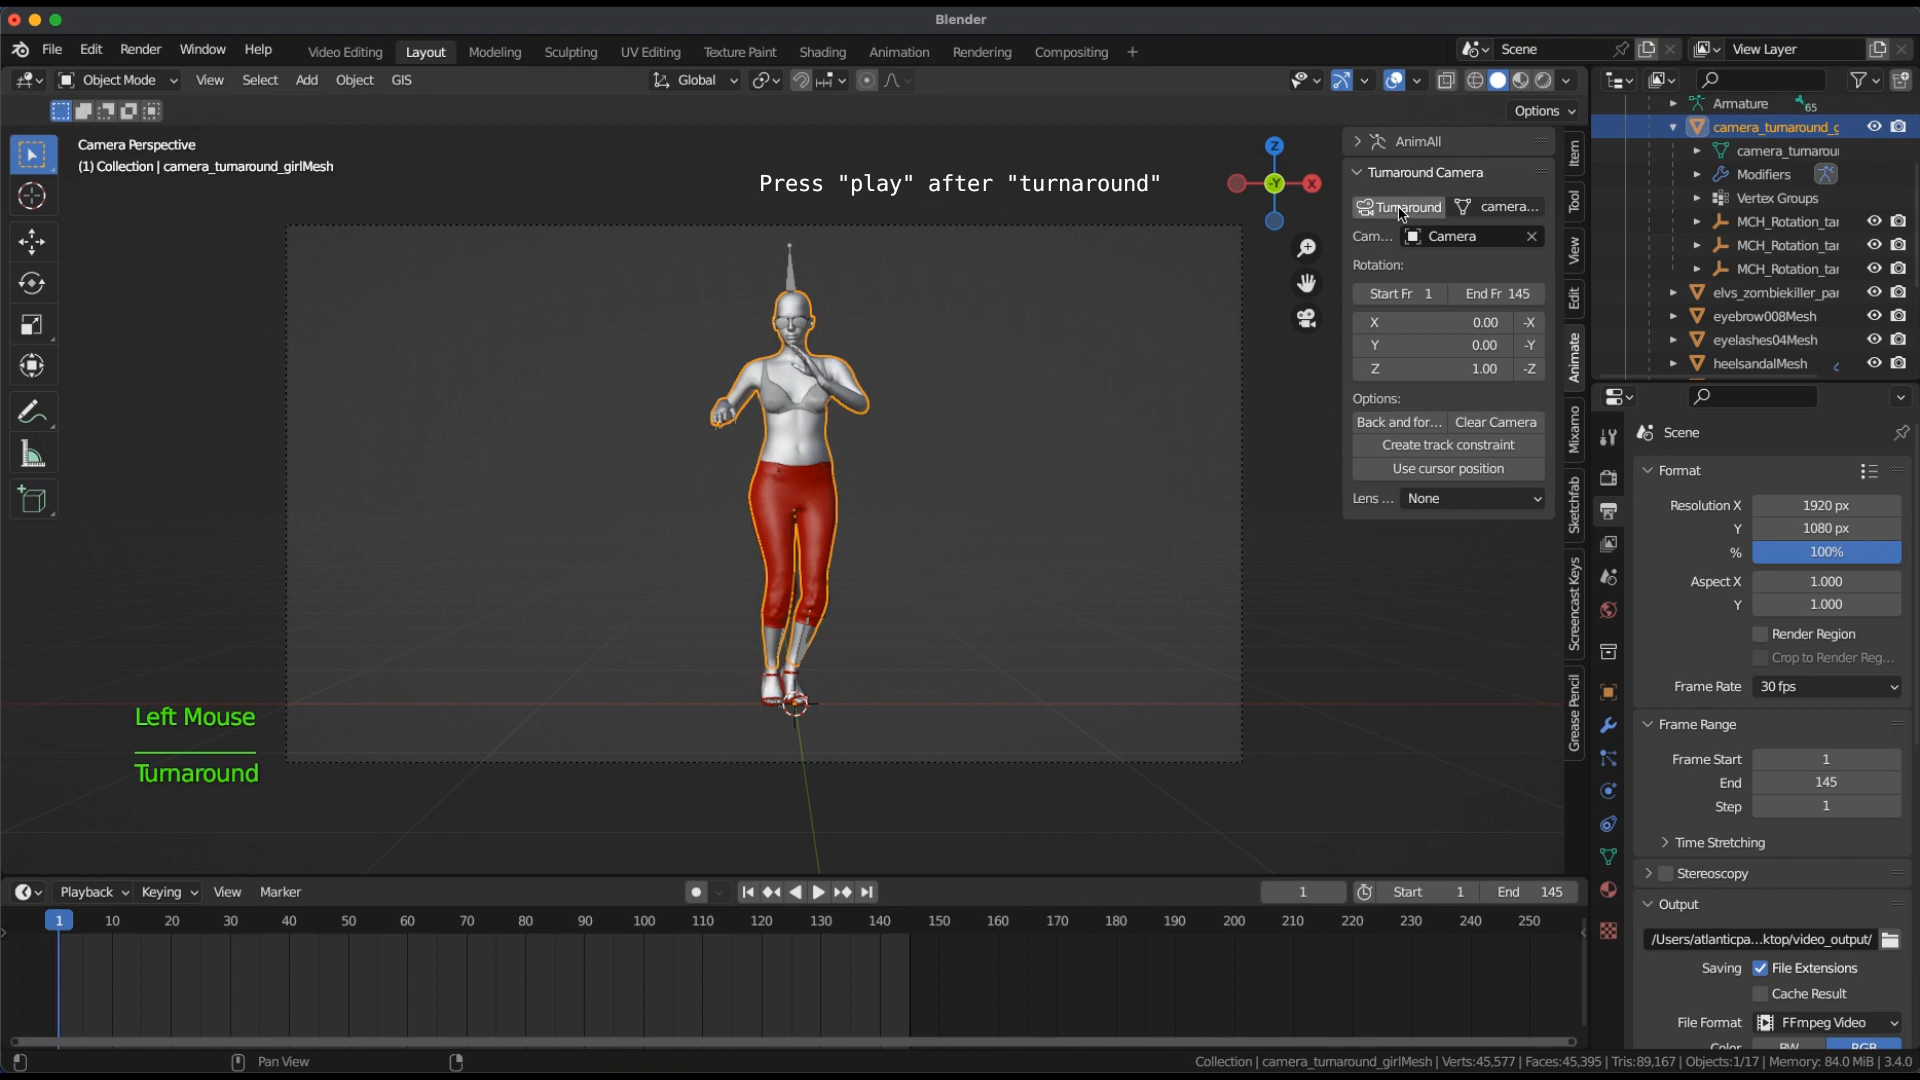 Blender
File Edit Render Window Help
Video Editing Layout Modeling Sculpting UV Editing Texture Paint Shading Animation Rendering Compositing +
Scene
View Layer
Object Mode View Select Add Object GIS
Global
Options
Camera Perspective
(1) Collection | camera_turnaround_girlMesh
Press "play" after "turnaround"
Z
X
-Y
AnimAll
Turnaround Camera
Turnaround camera...
Cam... Camera
Rotation:
Start Fr 1 End Fr 145
X 0.00 -X
Y 0.00 -Y
Z 1.00 -Z
Options:
Back and for... Clear Camera
Create track constraint
Use cursor position
Lens ... None
Item
Tool
View
Edit
Animate
Mixamo
Sketchfab
Screencast Keys
Grease Pencil
Armature 65
camera_turnaround_g
camera_turnarou
Modifiers
Vertex Groups
MCH_Rotation_tar
MCH_Rotation_tar
MCH_Rotation_tar
elvs_zombiekiller_par
eyebrow008Mesh
eyelashes04Mesh
heelsandalMesh
Scene
Format
Resolution X 1920 px
Y 1080 px
% 100%
Aspect X 1.000
Y 1.000
Render Region
Crop to Render Reg...
Frame Rate 30 fps
Frame Range
Frame Start 1
End 145
Step 1
Time Stretching
Stereoscopy
Output
/Users/atlanticpa...ktop/video_output/
Saving File Extensions
Cache Result
File Format FFmpeg Video
Color BW RGB
Left Mouse
Turnaround
Playback Keying View Marker
1 Start 1 End 145
1 10 20 30 40 50 60 70 80 90 100 110 120 130 140 150 160 170 180 190 200 210 220 230 240 250
Pan View
Collection | camera_turnaround_girlMesh | Verts:45,577 | Faces:45,395 | Tris:89,167 | Objects:1/17 | Memory: 84.0 MiB | 3.4.0